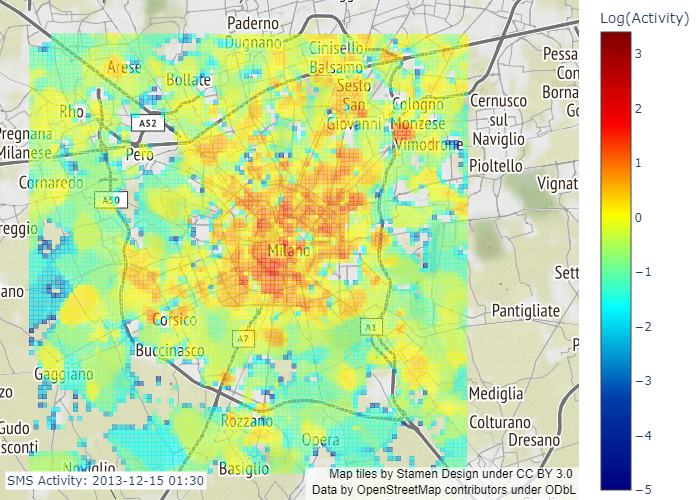 Paderno
Dugnano
Cinisello
Balsamo
Arese
Bollate
Sesto
San
Giovanni
Cologno
Monzese
Vimodrone
Cernusco
sul
Naviglio
Pessa
Con
Borna
Go
Rho
A52
Pregnana
Milanese
Pero
Pioltello
Cornaredo
Vignat
A50
reggio
Milano
Sett
ano
Pantigliate
Corsico
A7
A1
P
Buccinasco
Gaggiano
Mediglia
zo
Rozzano
Colturano
Gudo
sconti
Opera
Dresano
Noviglio
Basiglio
SMS Activity: 2013-12-15 01:30
Map tiles by Stamen Design under CC BY 3.0
Data by OpenStreetMap contributors under ODbL
Log(Activity)
3
2
1
0
−1
−2
−3
−4
−5